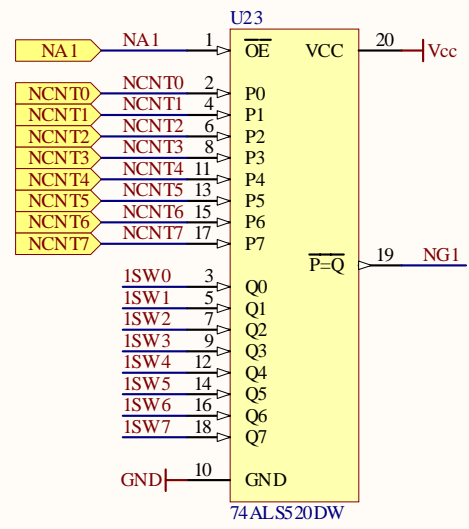 U23
NA1 NA1 1 OE VCC 20 Vcc
NCNT0 NCNT0 2 P0
NCNT1 NCNT1 4 P1
NCNT2 NCNT2 6 P2
NCNT3 NCNT3 8 P3
NCNT4 NCNT4 11 P4
NCNT5 NCNT5 13 P5
NCNT6 NCNT6 15 P6
NCNT7 NCNT7 17 P7
P=Q 19 NG1
1SW0 3 Q0
1SW1 5 Q1
1SW2 7 Q2
1SW3 9 Q3
1SW4 12 Q4
1SW5 14 Q5
1SW6 16 Q6
1SW7 18 Q7
GND 10 GND
74ALS520DW